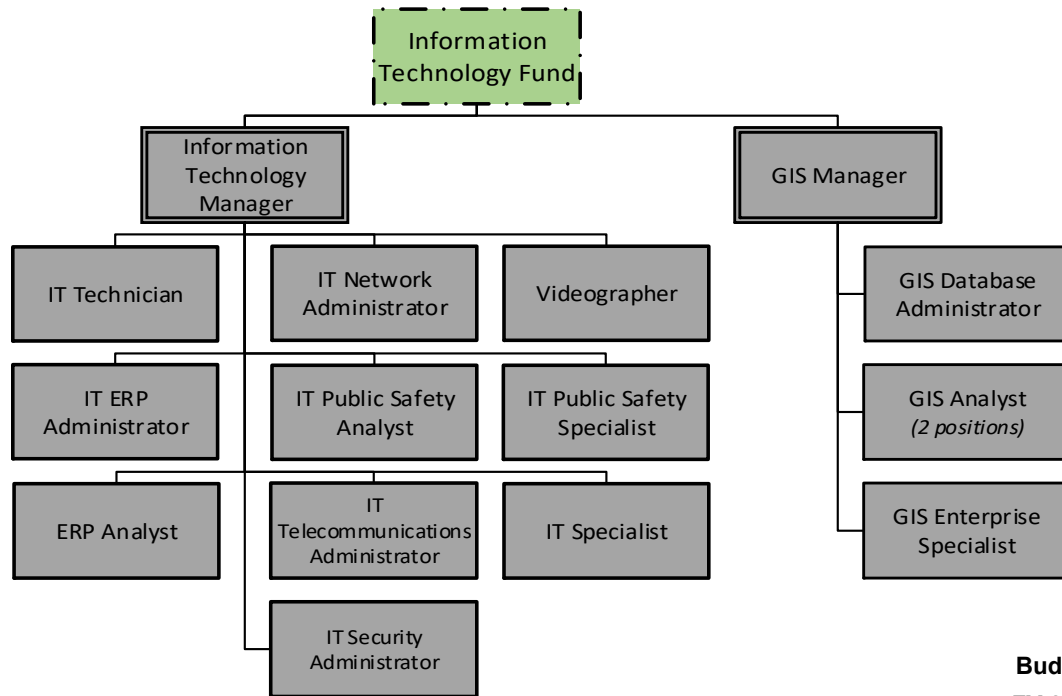 Information
Technology Fund
Information
Technology
Manager
GIS Manager
IT Technician
IT Network
Administrator
Videographer
GIS Database
Administrator
IT ERP
Administrator
IT Public Safety
Analyst
IT Public Safety
Specialist
GIS Analyst
(2 positions)
ERP Analyst
IT
Telecommunications
Administrator
IT Specialist
GIS Enterprise
Specialist
IT Security
Administrator
Bud